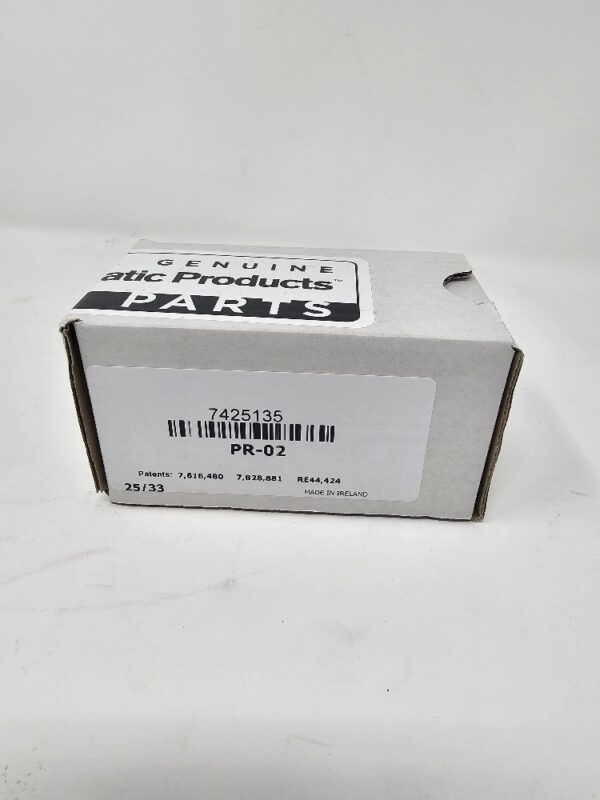 GENUINE
atic Products™
PARTS
7425135
PR-02
Patents: 7,618,480 7,828,881 RE44,424
25/33
MADE IN IRELAND